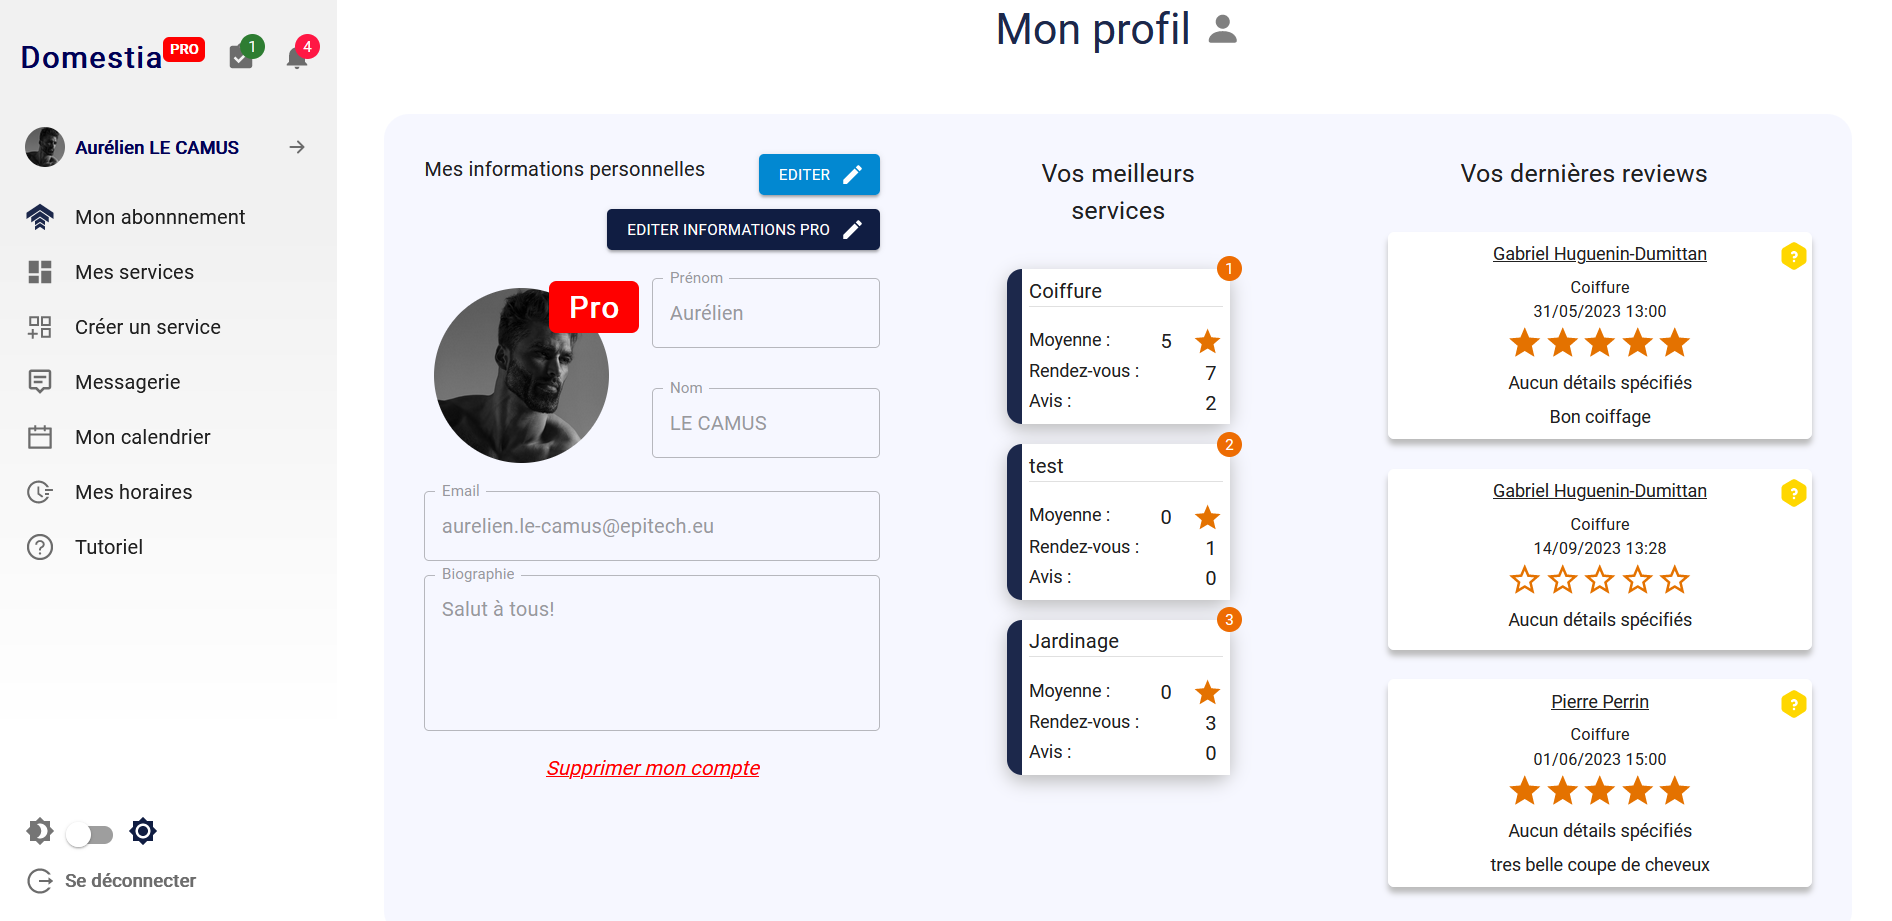 Domestia PRO
1
4
Aurélien LE CAMUS
Mon abonnnement
Mes services
Créer un service
Messagerie
Mon calendrier
Mes horaires
Tutoriel
Se déconnecter
Mon profil
Mes informations personnelles
EDITER
EDITER INFORMATIONS PRO
Pro
Prénom
Aurélien
Nom
LE CAMUS
Email
aurelien.le-camus@epitech.eu
Biographie
Salut à tous!
Supprimer mon compte
Vos meilleurs
services
1
Coiffure
Moyenne : 5
Rendez-vous : 7
Avis : 2
2
test
Moyenne : 0
Rendez-vous : 1
Avis : 0
3
Jardinage
Moyenne : 0
Rendez-vous : 3
Avis : 0
Vos dernières reviews
Gabriel Huguenin-Dumittan
?
Coiffure
31/05/2023 13:00
Aucun détails spécifiés
Bon coiffage
Gabriel Huguenin-Dumittan
?
Coiffure
14/09/2023 13:28
Aucun détails spécifiés
Pierre Perrin
?
Coiffure
01/06/2023 15:00
Aucun détails spécifiés
tres belle coupe de cheveux